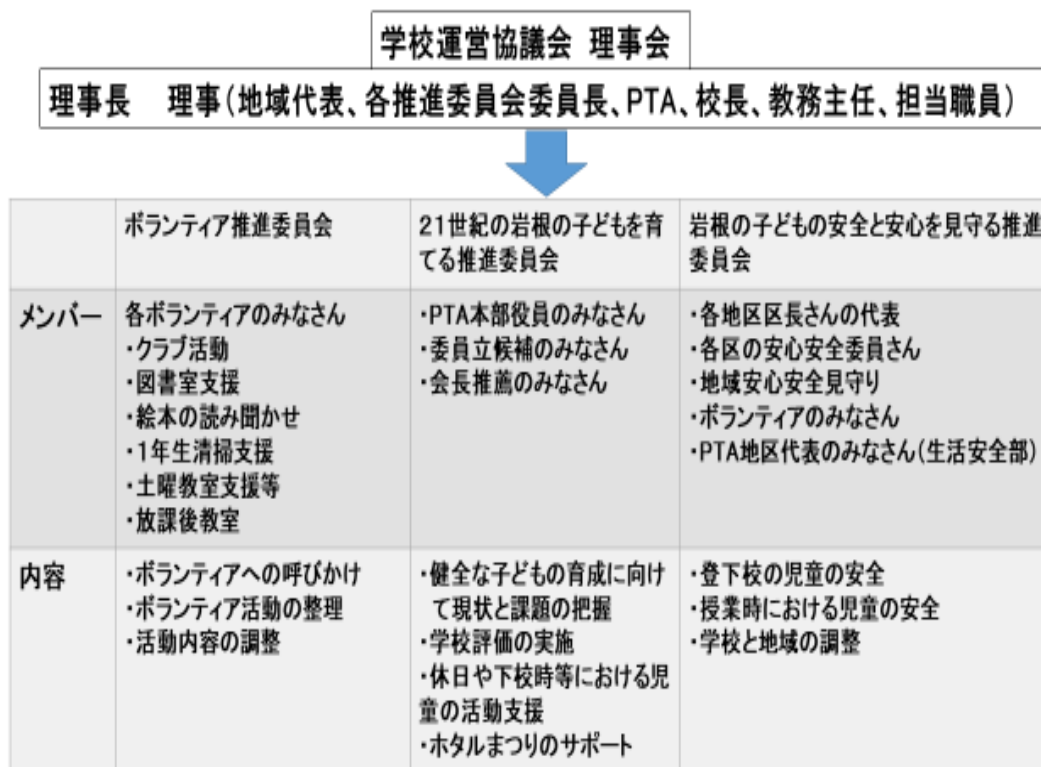 学校運営協議会 理事会
理事長　理事(地域代表、各推進委員会委員長、PTA、校長、教務主任、担当職員)
ボランティア推進委員会
21世紀の岩根の子どもを育
てる推進委員会
岩根の子どもの安全と安心を見守る推進
委員会
メンバー
各ボランティアのみなさん
・クラブ活動
・図書室支援
・絵本の読み聞かせ
・1年生清掃支援
・土曜教室支援等
・放課後教室
・PTA本部役員のみなさん
・委員立候補のみなさん
・会長推薦のみなさん
・各地区区長さんの代表
・各区の安心安全委員さん
・地域安心安全見守り
・ボランティアのみなさん
・PTA地区代表のみなさん(生活安全部)
内容
・ボランティアへの呼びかけ
・ボランティア活動の整理
・活動内容の調整
・健全な子どもの育成に向け
て現状と課題の把握
・学校評価の実施
・休日や下校時等における児
童の活動支援
・ホタルまつりのサポート
・登下校の児童の安全
・授業時における児童の安全
・学校と地域の調整